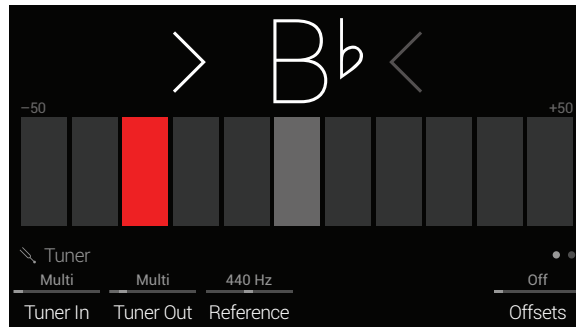 > B♭ <
−50 +50
Tuner
Multi Multi 440 Hz Off
Tuner In Tuner Out Reference Offsets